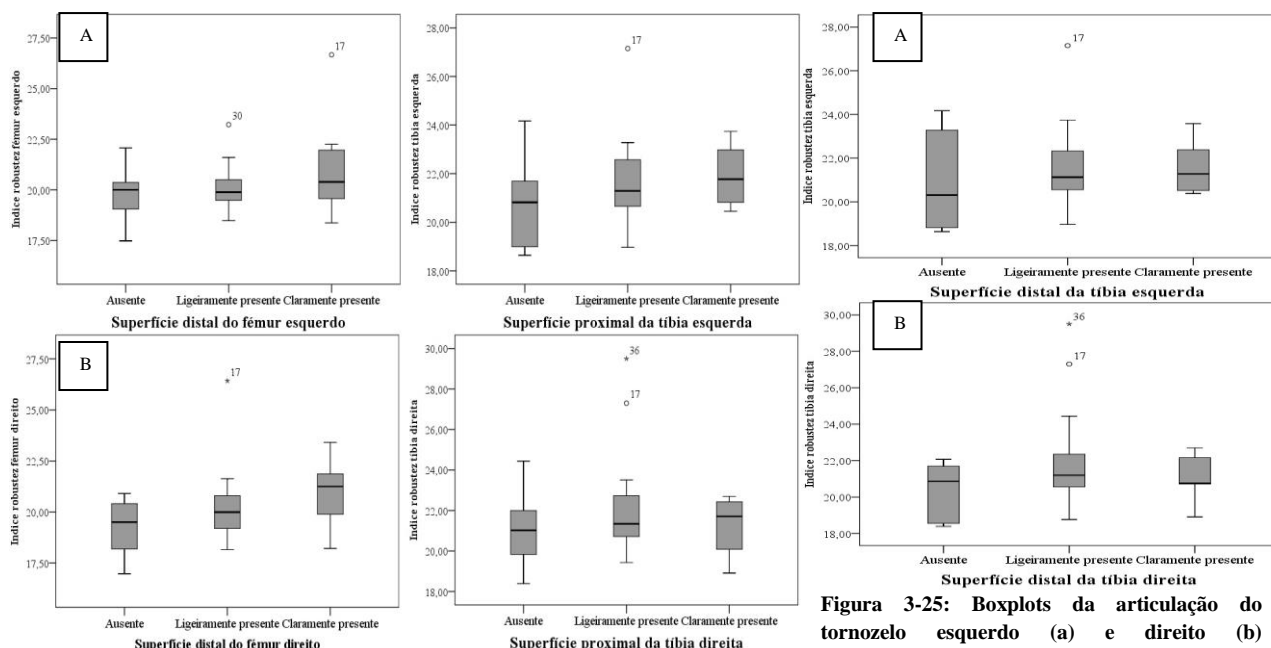 A
27,50
25,00
22,50
20,00
17,50
Indice robustez fémur esquerdo
30
17
Ausente Ligeiramente presente Claramente presente
Superfície distal do fémur esquerdo
28,00
26,00
24,00
22,00
20,00
18,00
Indice robustez tíbia esquerda
17
Ausente Ligeiramente presente Claramente presente
Superfície proximal da tíbia esquerda
A
28,00
26,00
24,00
22,00
20,00
18,00
Indice robustez tíbia esquerda
17
Ausente Ligeiramente presente Claramente presente
Superfície distal da tíbia esquerda
B
27,50
25,00
22,50
20,00
17,50
Indice robustez fémur direito
17
Ausente Ligeiramente presente Claramente presente
Superfície distal do fémur direito
30,00
28,00
26,00
24,00
22,00
20,00
18,00
Indice robustez tíbia direita
36
17
Ausente Ligeiramente presente Claramente presente
Superfície proximal da tíbia direita
B
30,00
28,00
26,00
24,00
22,00
20,00
18,00
Indice robustez tíbia direita
36
17
Ausente Ligeiramente presente Claramente presente
Superfície distal da tíbia direita
Figura 3-25: Boxplots da articulação do
tornozelo esquerdo (a) e direito (b)